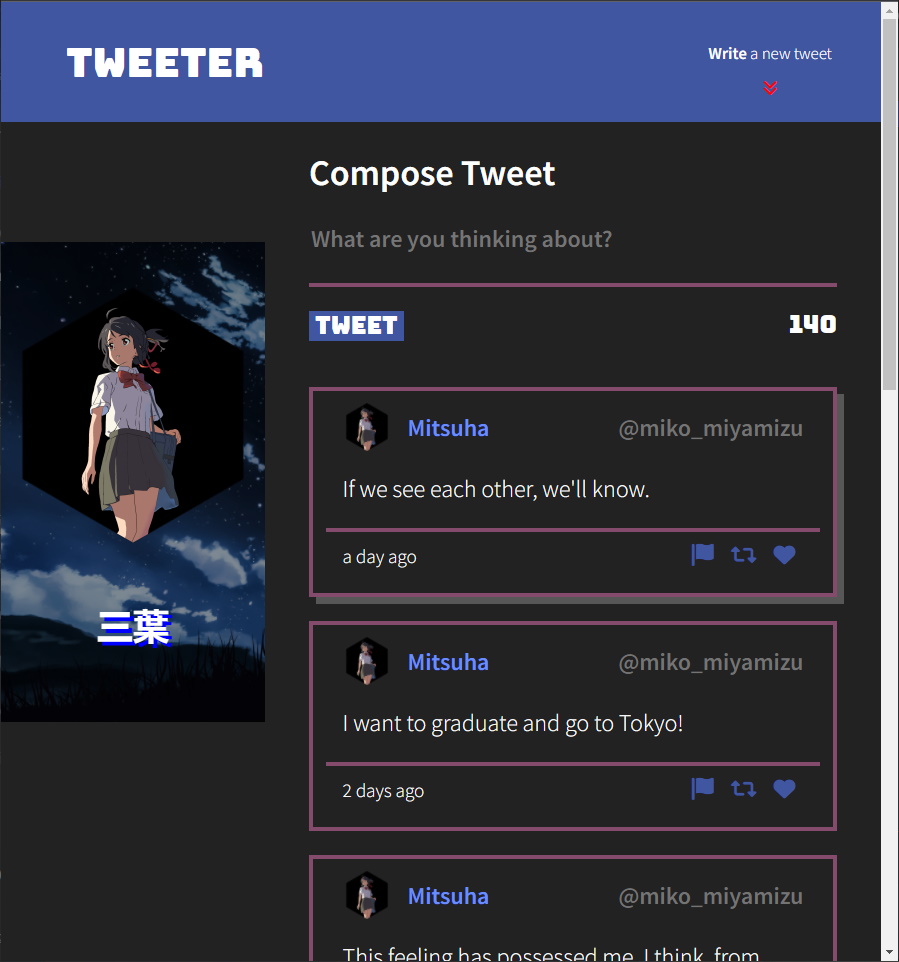 TWEETER
Write a new tweet
Compose Tweet
What are you thinking about?
TWEET 140
三葉
Mitsuha @miko_miyamizu
If we see each other, we'll know.
a day ago
Mitsuha @miko_miyamizu
I want to graduate and go to Tokyo!
2 days ago
Mitsuha @miko_miyamizu
This feeling has possessed me, I think, from